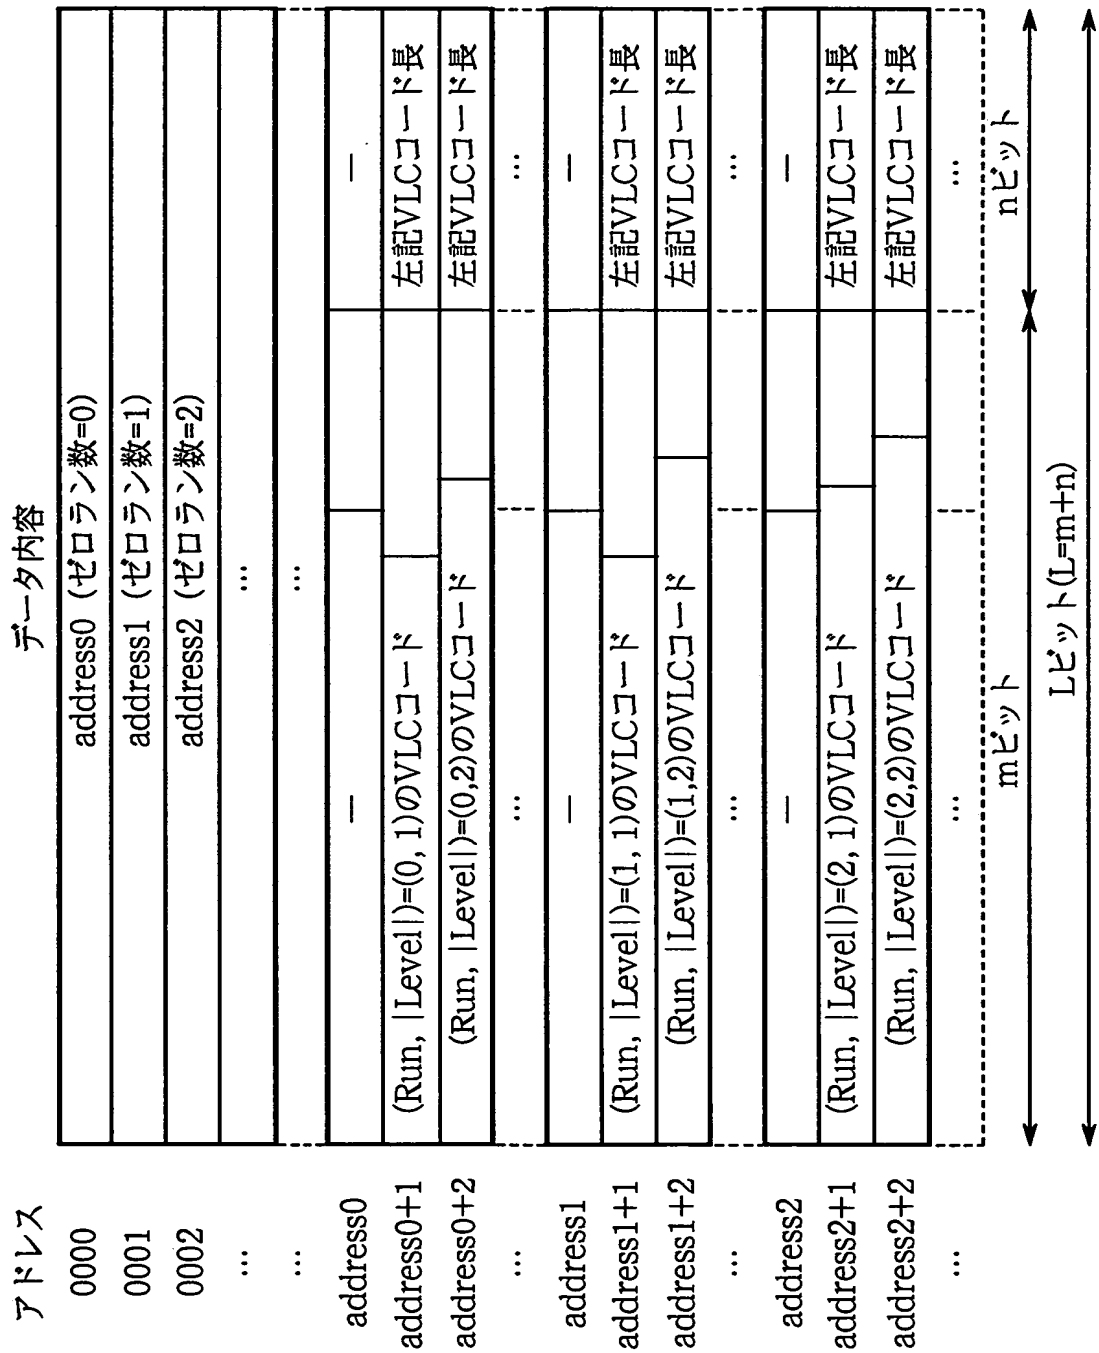 アドレス データ内容
0000 address0 (ゼロラン数=0)
0001 address1 (ゼロラン数=1)
0002 address2 (ゼロラン数=2)
… …
… …
address0 — —
address0+1 (Run, |Level|)=(0, 1)のVLCコード 左記VLCコード長
address0+2 (Run, |Level|)=(0,2)のVLCコード 左記VLCコード長
… … …
address1 — —
address1+1 (Run, |Level|)=(1, 1)のVLCコード 左記VLCコード長
address1+2 (Run, |Level|)=(1,2)のVLCコード 左記VLCコード長
… … …
address2 — —
address2+1 (Run, |Level|)=(2, 1)のVLCコード 左記VLCコード長
address2+2 (Run, |Level|)=(2,2)のVLCコード 左記VLCコード長
… … …
mビット nビット
Lビット(L=m+n)